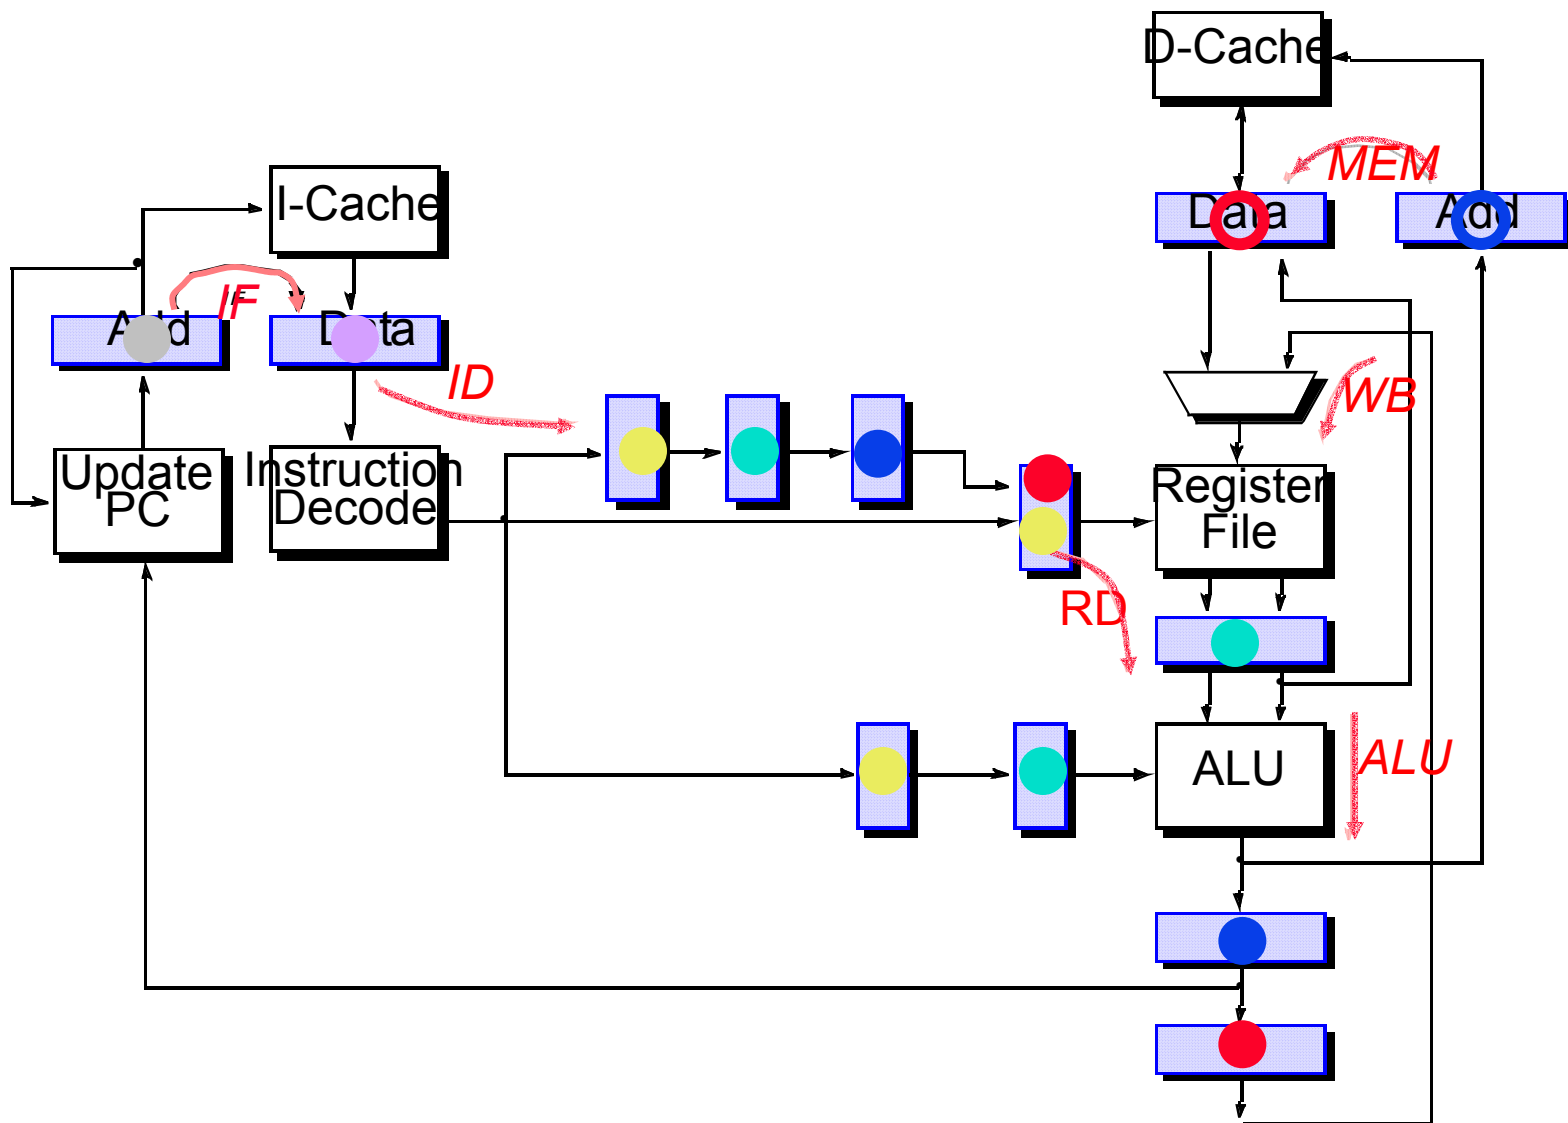 D-Cache
MEM
I-Cache
Data
Add
IF
IF
Add
Data
ID
WB
Update
PC
Instruction
Decode
Register
File
RD
ALU
ALU